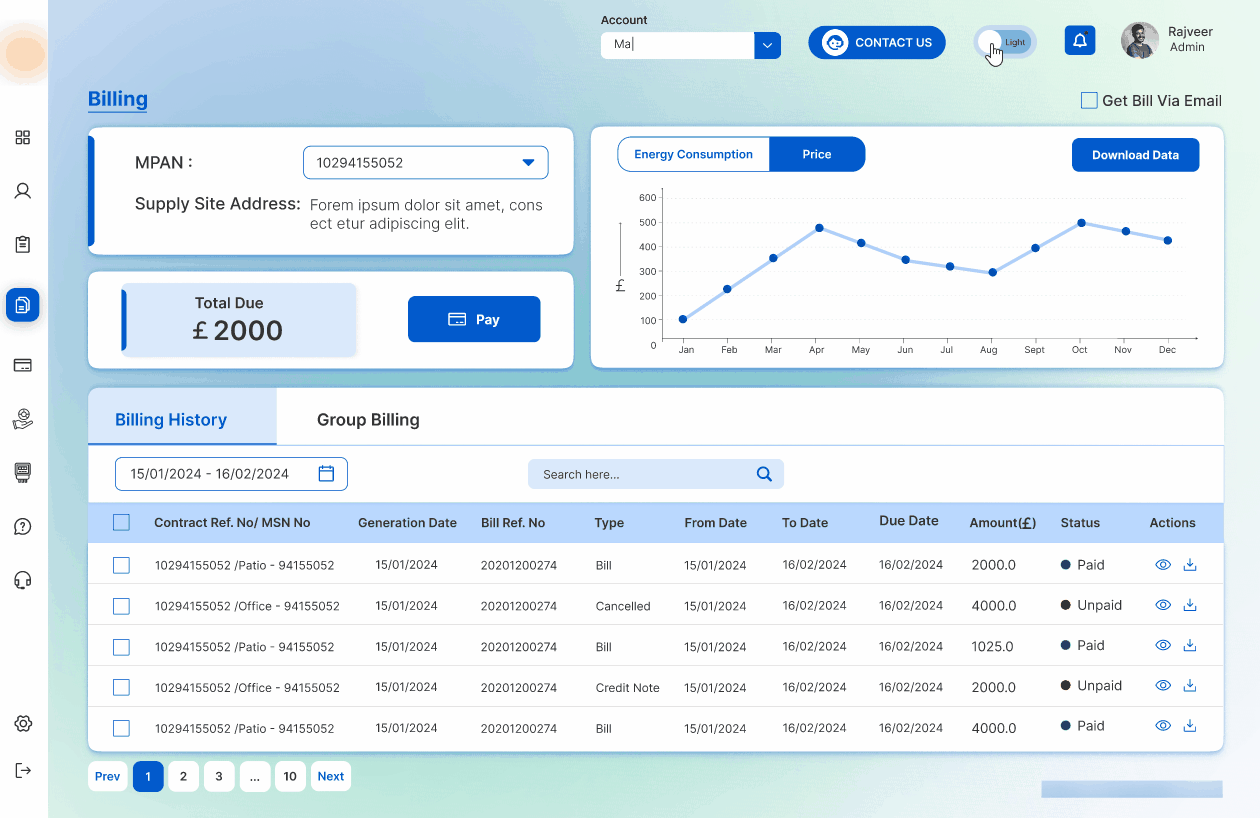 Account
Ma
CONTACT US
Light
Rajveer
Admin
Billing
Get Bill Via Email
MPAN :
10294155052
Supply Site Address:
Forem ipsum dolor sit amet, cons
ect etur adipiscing elit.
Total Due
£ 2000
Pay
Energy Consumption
Price
Download Data
£
600
500
400
300
200
100
0
Jan Feb Mar Apr May Jun Jul Aug Sept Oct Nov Dec
Billing History
Group Billing
15/01/2024 - 16/02/2024
Search here...
Contract Ref. No/ MSN No Generation Date Bill Ref. No Type From Date To Date Due Date Amount(£) Status Actions
10294155052 /Patio - 94155052 15/01/2024 20201200274 Bill 15/01/2024 16/02/2024 16/02/2024 2000.0 Paid
10294155052 /Office - 94155052 15/01/2024 20201200274 Cancelled 15/01/2024 16/02/2024 16/02/2024 4000.0 Unpaid
10294155052 /Patio - 94155052 15/01/2024 20201200274 Bill 15/01/2024 16/02/2024 16/02/2024 1025.0 Paid
10294155052 /Office - 94155052 15/01/2024 20201200274 Credit Note 15/01/2024 16/02/2024 16/02/2024 2000.0 Unpaid
10294155052 /Patio - 94155052 15/01/2024 20201200274 Bill 15/01/2024 16/02/2024 16/02/2024 4000.0 Paid
Prev 1 2 3 ... 10 Next